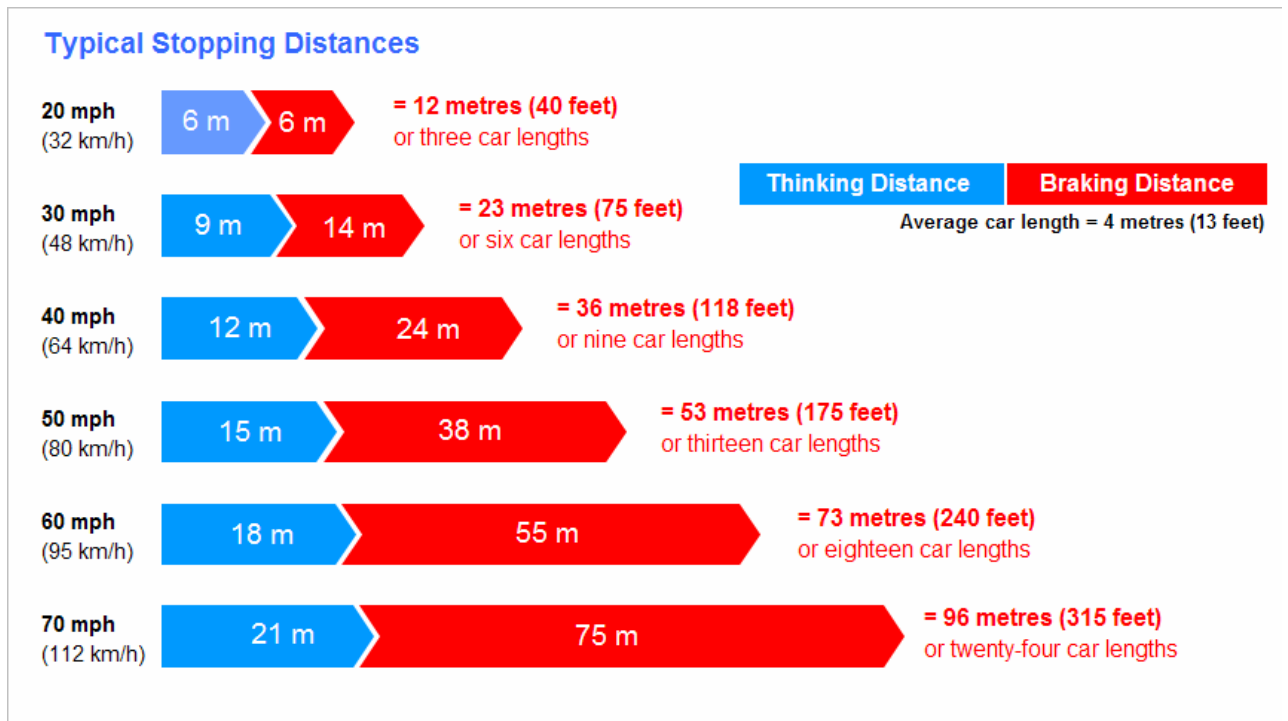 Typical Stopping Distances
20 mph
(32 km/h)
6 m
6 m
= 12 metres (40 feet)
or three car lengths
Thinking Distance
Braking Distance
Average car length = 4 metres (13 feet)
30 mph
(48 km/h)
9 m
14 m
= 23 metres (75 feet)
or six car lengths
40 mph
(64 km/h)
12 m
24 m
= 36 metres (118 feet)
or nine car lengths
50 mph
(80 km/h)
15 m
38 m
= 53 metres (175 feet)
or thirteen car lengths
60 mph
(95 km/h)
18 m
55 m
= 73 metres (240 feet)
or eighteen car lengths
70 mph
(112 km/h)
21 m
75 m
= 96 metres (315 feet)
or twenty-four car lengths